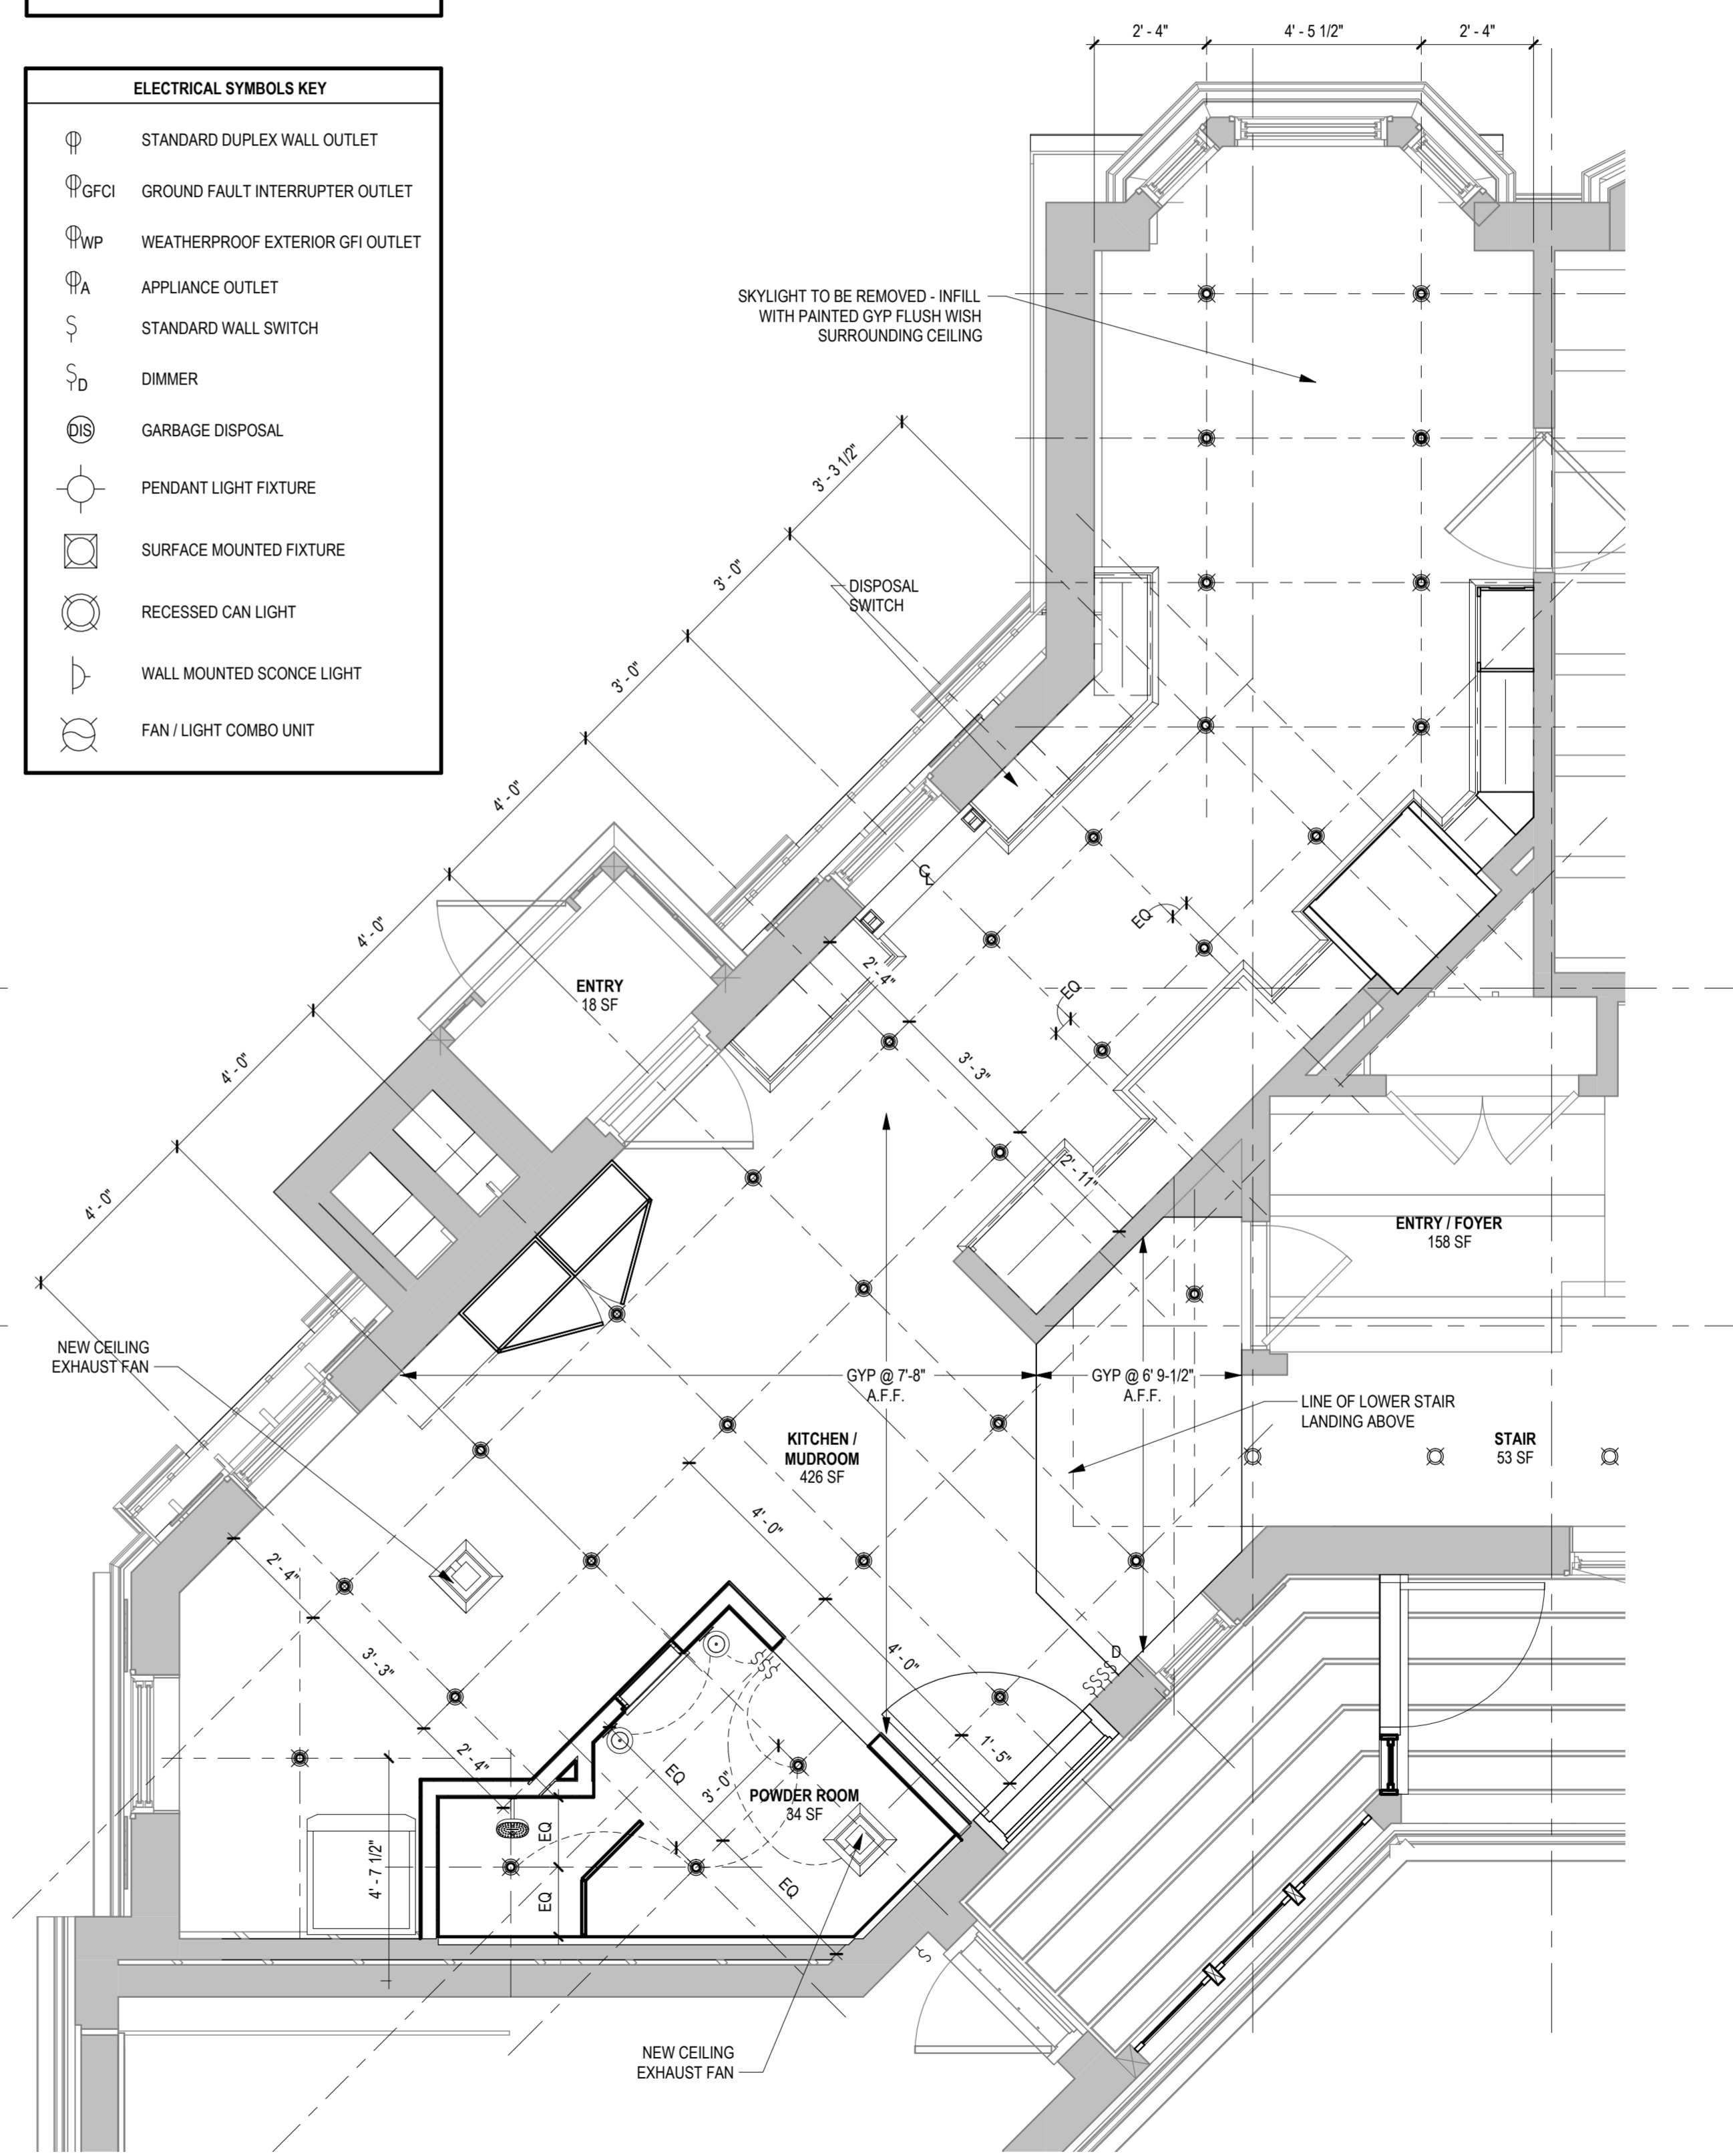 ELECTRICAL SYMBOLS KEY
STANDARD DUPLEX WALL OUTLET
GFCI GROUND FAULT INTERRUPTER OUTLET
WP WEATHERPROOF EXTERIOR GFI OUTLET
A APPLIANCE OUTLET
S STANDARD WALL SWITCH
S D DIMMER
DIS GARBAGE DISPOSAL
PENDANT LIGHT FIXTURE
SURFACE MOUNTED FIXTURE
RECESSED CAN LIGHT
WALL MOUNTED SCONCE LIGHT
FAN / LIGHT COMBO UNIT
2' - 4"
4' - 5 1/2"
2' - 4"
SKYLIGHT TO BE REMOVED - INFILL
WITH PAINTED GYP FLUSH WISH
SURROUNDING CEILING
3' - 3 1/2"
3' - 0"
3' - 0"
4' - 0"
4' - 0"
4' - 0"
4' - 0"
DISPOSAL
SWITCH
CL
EQ
EQ
ENTRY
18 SF
2' - 4"
3' - 3"
2' - 11"
ENTRY / FOYER
158 SF
NEW CEILING
EXHAUST FAN
GYP @ 7'-8"
A.F.F.
GYP @ 6' 9-1/2"
A.F.F.
LINE OF LOWER STAIR
LANDING ABOVE
KITCHEN /
MUDROOM
426 SF
STAIR
53 SF
4' - 0"
4' - 0"
1' - 5"
2' - 4"
3' - 3"
2' - 4"
SSS
SSSS
D
EQ
3' - 0"
EQ
POWDER ROOM
34 SF
EQ
EQ
4' - 7 1/2"
S
NEW CEILING
EXHAUST FAN